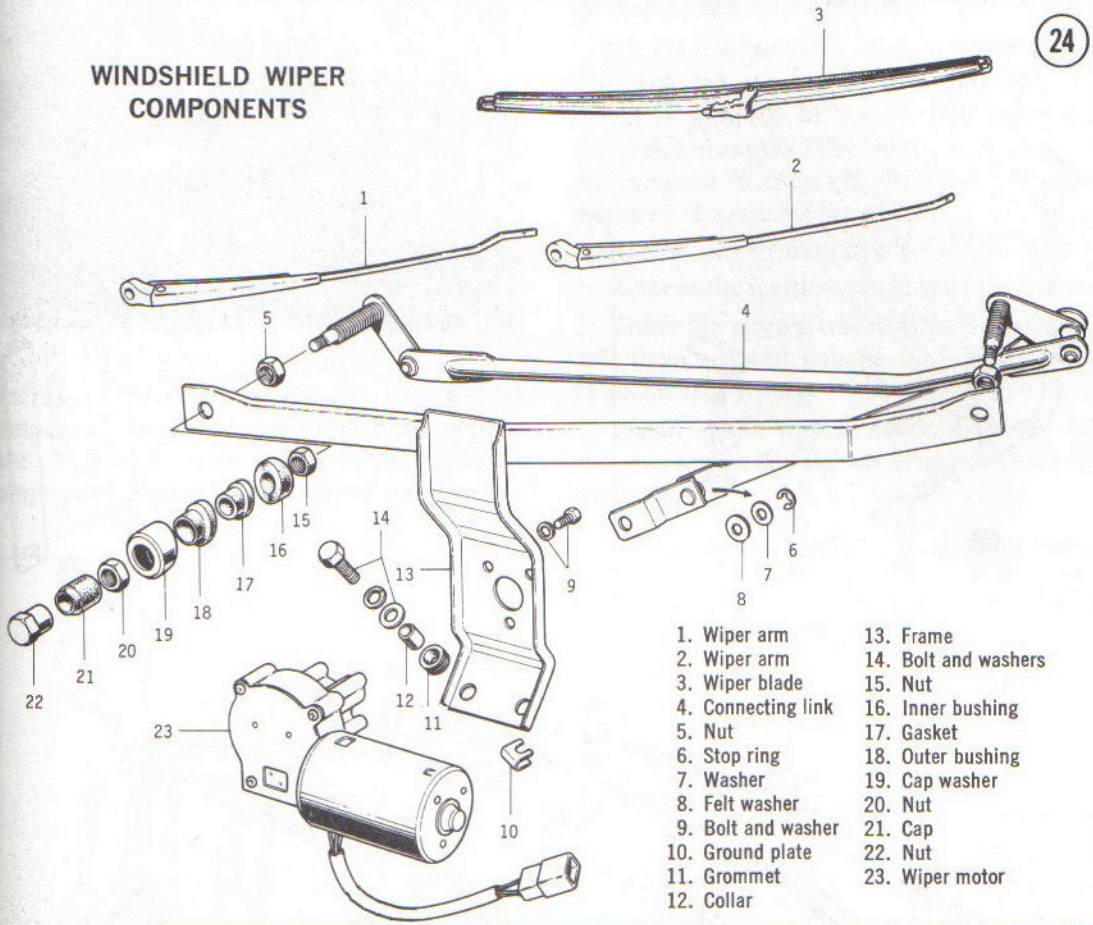 24
WINDSHIELD WIPER
COMPONENTS
3
2
1
4
5
15
16
17
18
19
20
21
22
14
13
12
11
10
9
6
7
8
23
1. Wiper arm
2. Wiper arm
3. Wiper blade
4. Connecting link
5. Nut
6. Stop ring
7. Washer
8. Felt washer
9. Bolt and washer
10. Ground plate
11. Grommet
12. Collar
13. Frame
14. Bolt and washers
15. Nut
16. Inner bushing
17. Gasket
18. Outer bushing
19. Cap washer
20. Nut
21. Cap
22. Nut
23. Wiper motor